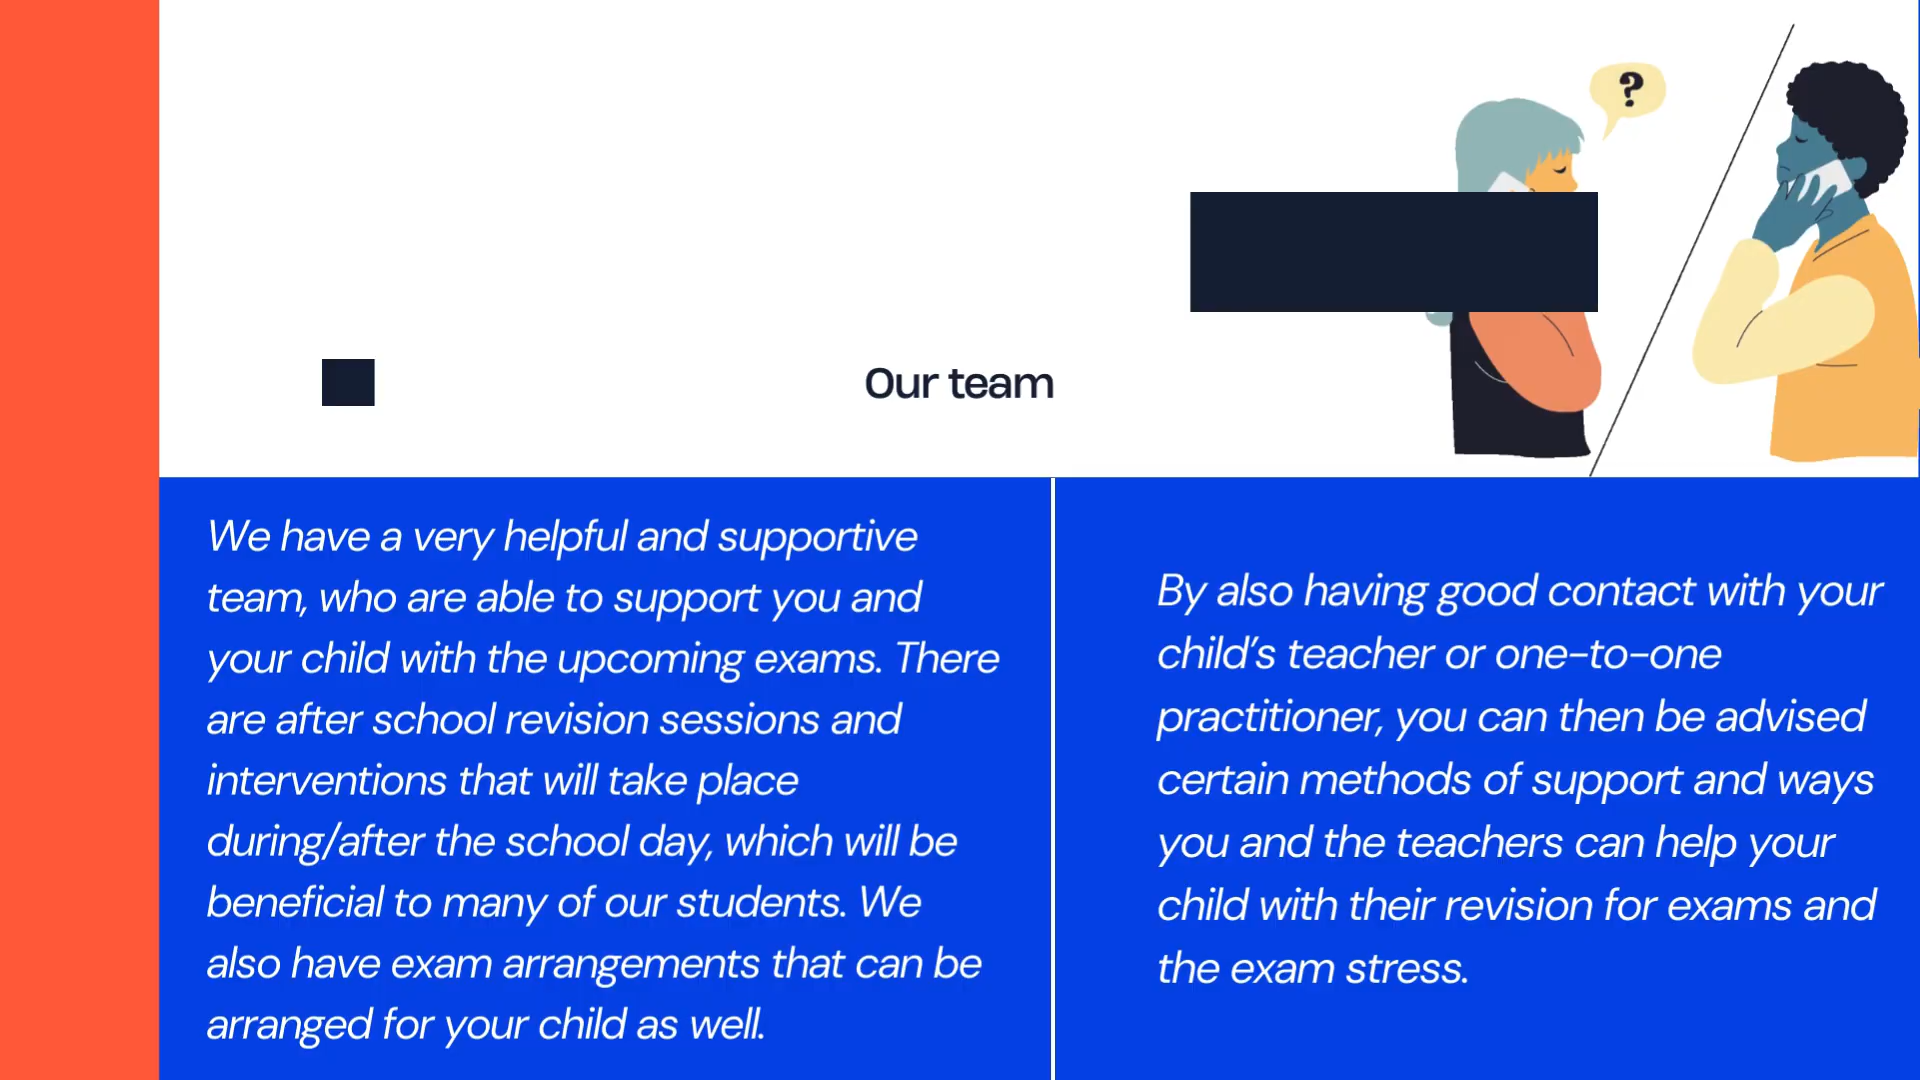 ?
Our team
We have a very helpful and supportive
team, who are able to support you and
your child with the upcoming exams. There
are after school revision sessions and
interventions that will take place
during/after the school day, which will be
beneficial to many of our students. We
also have exam arrangements that can be
arranged for your child as well.
By also having good contact with your
child’s teacher or one-to-one
practitioner, you can then be advised
certain methods of support and ways
you and the teachers can help your
child with their revision for exams and
the exam stress.